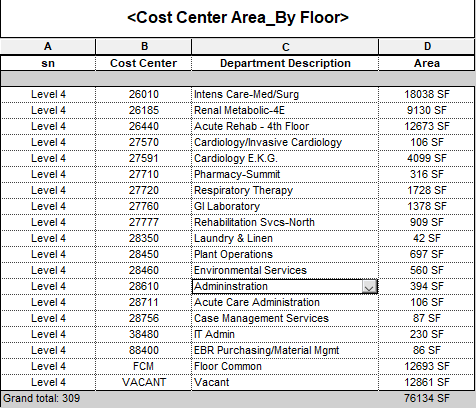 <Cost Center Area_By Floor>
A B C D
sn Cost Center Department Description Area
Level 4 26010 Intens Care-Med/Surg 18038 SF
Level 4 26185 Renal Metabolic-4E 9130 SF
Level 4 26440 Acute Rehab - 4th Floor 12673 SF
Level 4 27570 Cardiology/Invasive Cardiology 106 SF
Level 4 27591 Cardiology E.K.G. 4099 SF
Level 4 27710 Pharmacy-Summit 316 SF
Level 4 27720 Respiratory Therapy 1728 SF
Level 4 27760 GI Laboratory 1378 SF
Level 4 27777 Rehabilitation Svcs-North 909 SF
Level 4 28350 Laundry & Linen 42 SF
Level 4 28450 Plant Operations 697 SF
Level 4 28460 Environmental Services 560 SF
Level 4 28610 Admininstration 394 SF
Level 4 28711 Acute Care Administration 106 SF
Level 4 28756 Case Management Services 87 SF
Level 4 38480 IT Admin 230 SF
Level 4 88400 EBR Purchasing/Material Mgmt 86 SF
Level 4 FCM Floor Common 12693 SF
Level 4 VACANT Vacant 12861 SF
Grand total: 309 76134 SF